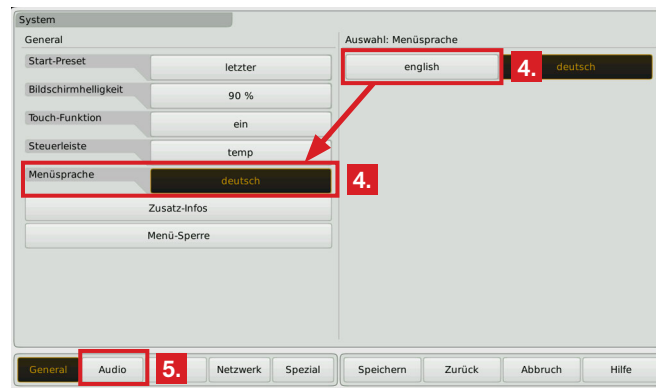 System
General
Start-Preset
letzter
Bildschirmhelligkeit
90 %
Touch-Funktion
ein
Steuerleiste
temp
Menüsprache
deutsch
4.
Zusatz-Infos
Menü-Sperre
Auswahl: Menüsprache
english
4.
deutsch
General
Audio
5.
Netzwerk
Spezial
Speichern
Zurück
Abbruch
Hilfe